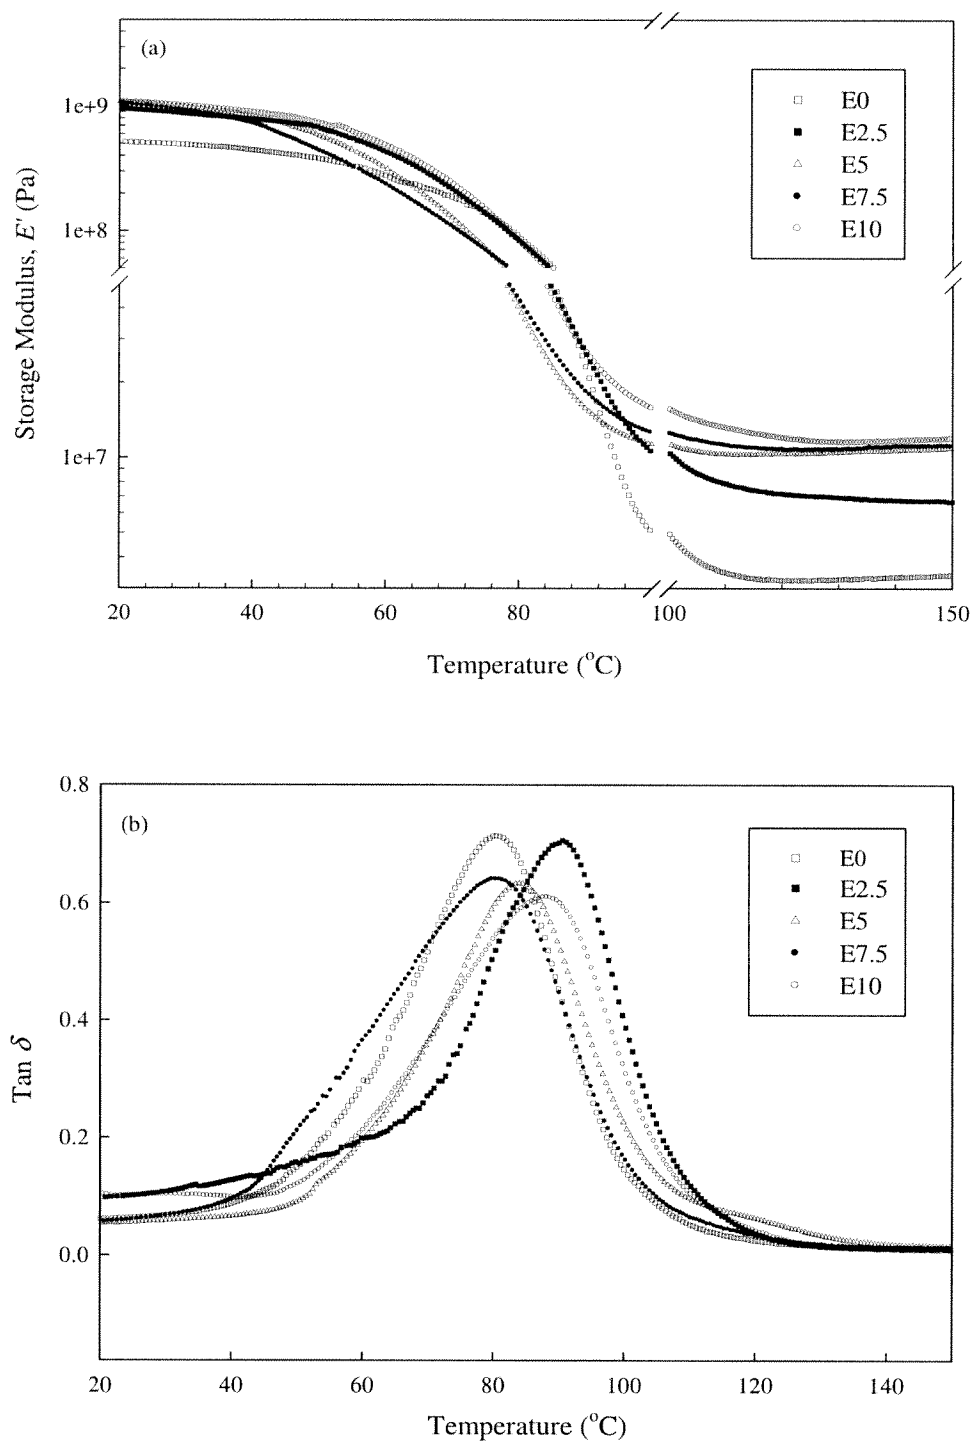 (a)
E0
E2.5
E5
E7.5
E10
1e+9
1e+8
1e+7
Storage Modulus, E' (Pa)
20 40 60 80 100 150
Temperature (°C)
(b)
E0
E2.5
E5
E7.5
E10
0.8
0.6
0.4
0.2
0.0
Tan δ
20 40 60 80 100 120 140
Temperature (°C)